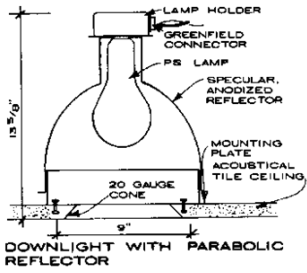 LAMP HOLDER
GREENFIELD
CONNECTOR
PS LAMP
SPECULAR,
ANODIZED
REFLECTOR
13 5/8"
MOUNTING
PLATE
ACOUSTICAL
TILE CEILING
20 GAUGE
CONE
9"
DOWNLIGHT WITH PARABOLIC
REFLECTOR